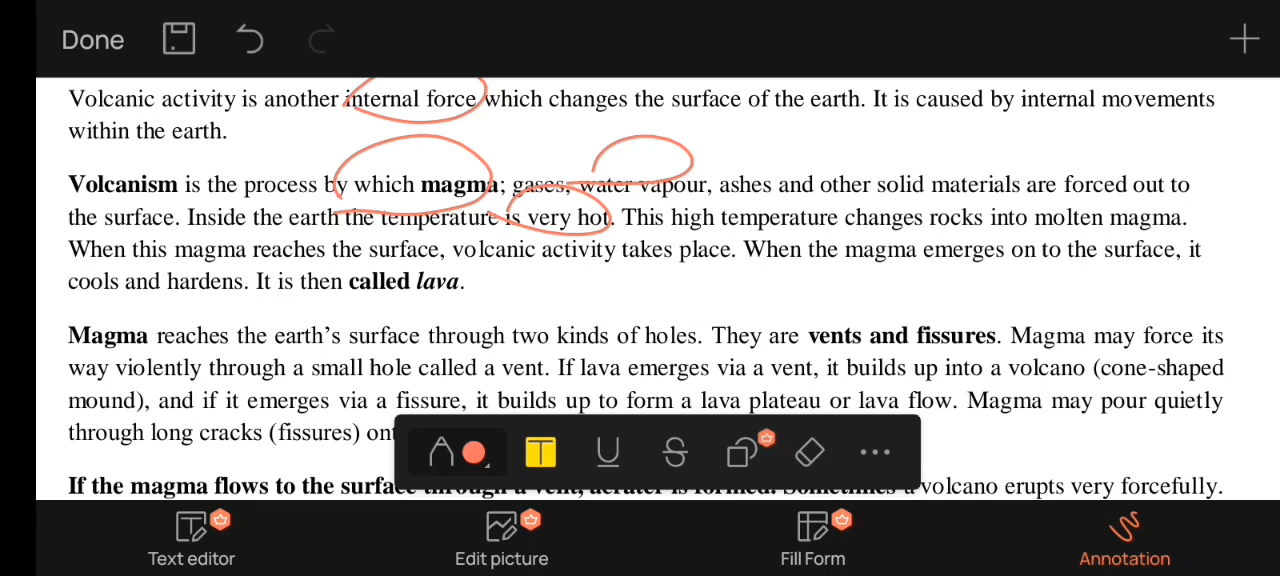 Done
Volcanic activity is another internal force which changes the surface of the earth. It is caused by internal movements
within the earth.
Volcanism is the process by which magma; gases, water vapour, ashes and other solid materials are forced out to
the surface. Inside the earth the temperature is very hot. This high temperature changes rocks into molten magma.
When this magma reaches the surface, volcanic activity takes place. When the magma emerges on to the surface, it
cools and hardens. It is then called lava.
Magma reaches the earth's surface through two kinds of holes. They are vents and fissures. Magma may force its
way violently through a small hole called a vent. If lava emerges via a vent, it builds up into a volcano (cone-shaped
mound), and if it emerges via a fissure, it builds up to form a lava plateau or lava flow. Magma may pour quietly
through long cracks (fissures)
If the magma flows to the surface through a vent, a volcano erupts very forcefully.
Text editor
Edit picture
Fill Form
Annotation